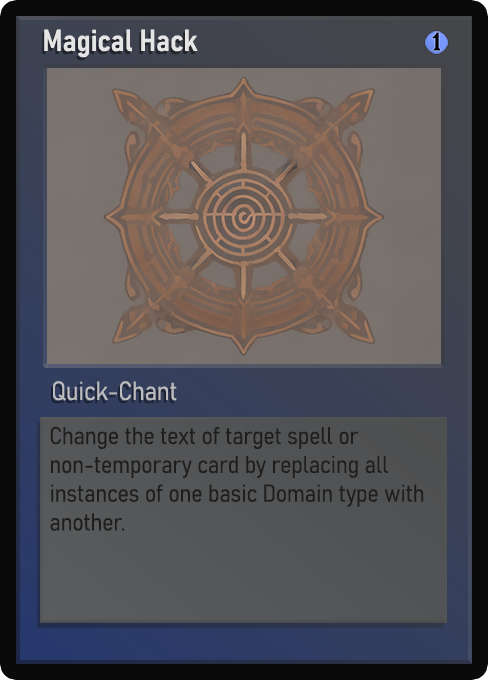 Magical Hack
1
Quick-Chant
Change the text of target spell or
non-temporary card by replacing all
instances of one basic Domain type with
another.